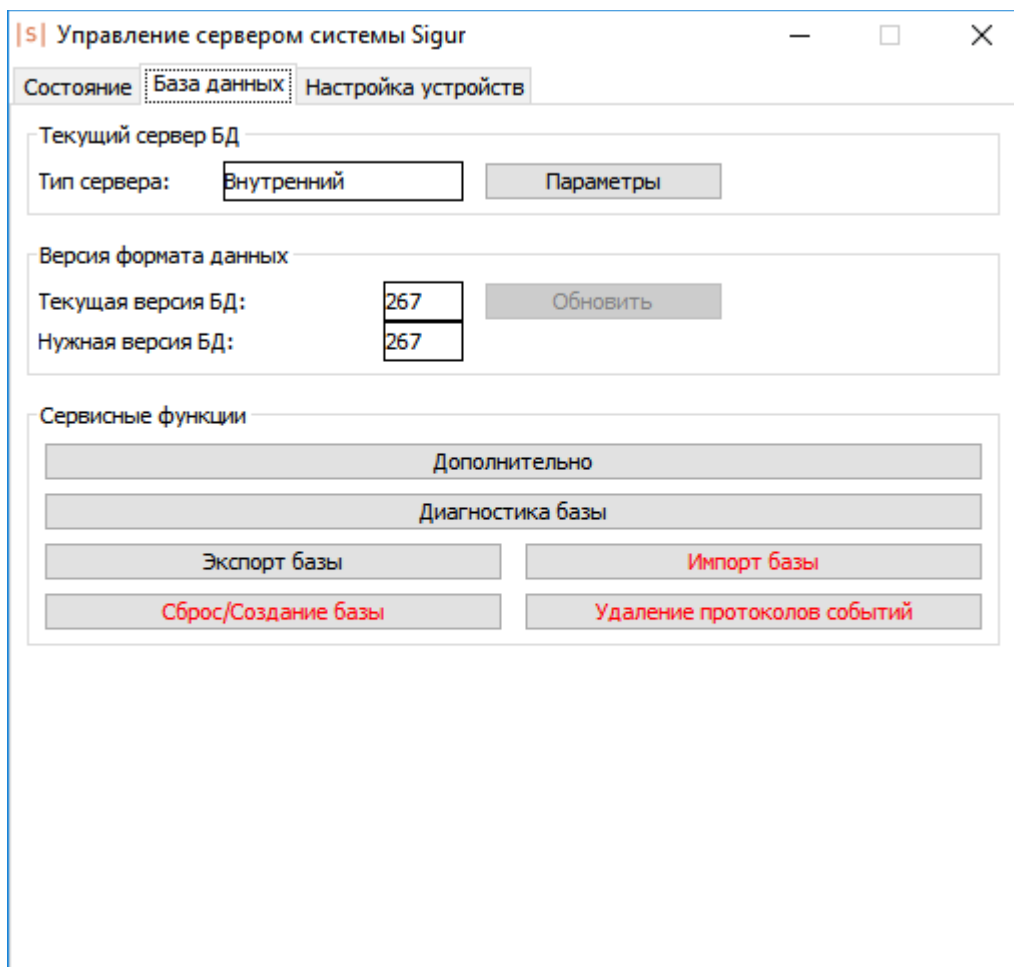 |S| Управление сервером системы Sigur
Состояние База данных Настройка устройств
Текущий сервер БД
Тип сервера: Внутренний Параметры
Версия формата данных
Текущая версия БД: 267 Обновить
Нужная версия БД: 267
Сервисные функции
Дополнительно
Диагностика базы
Экспорт базы Импорт базы
Сброс/Создание базы Удаление протоколов событий